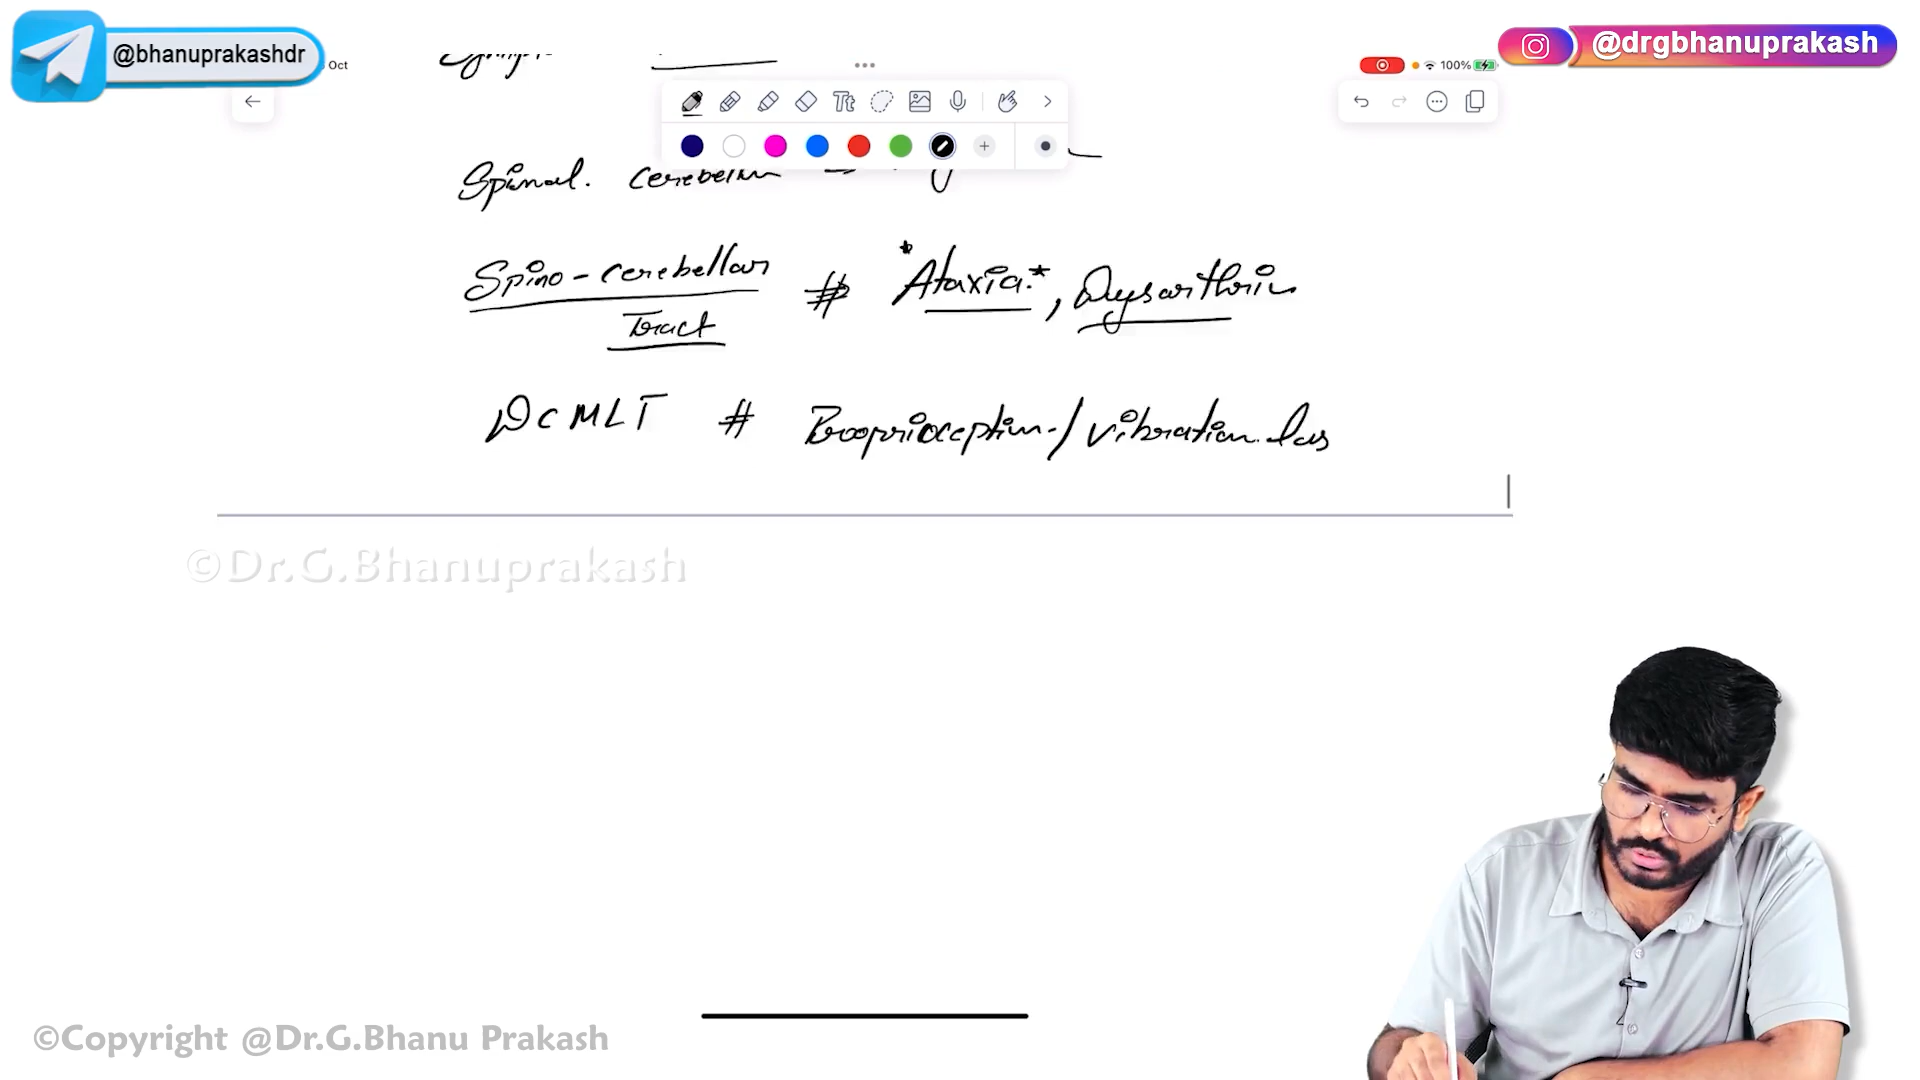 @bhanuprakashdr
Oct
100%
@drgbhanuprakash
Tt
Spinal. cerebellum
Spino-cerebellar # *Ataxia.*, Dysarthria
Tract
DCMLT # Proprioception/vibration loss
©Dr.G.Bhanuprakash
©Copyright @Dr.G.Bhanu Prakash